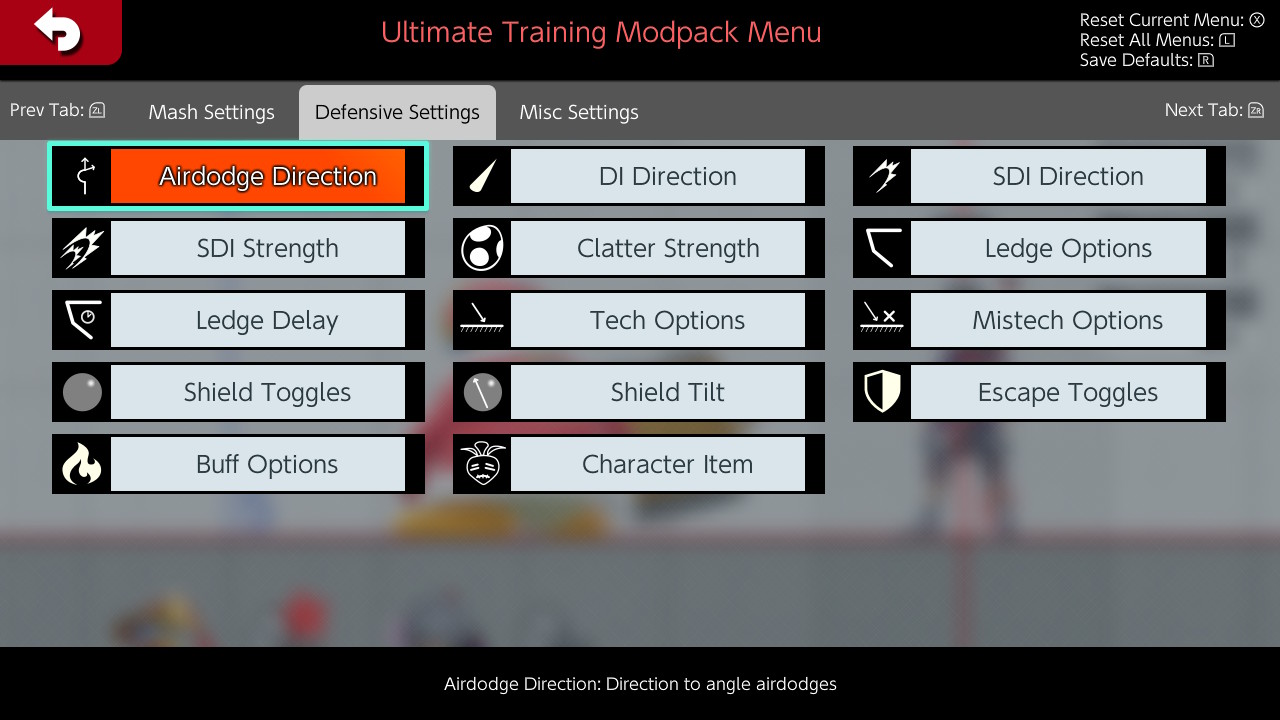 Ultimate Training Modpack Menu
Reset Current Menu: X
Reset All Menus: L
Save Defaults: R
Prev Tab: ZL
Mash Settings
Defensive Settings
Misc Settings
Next Tab: ZR
Airdodge Direction
DI Direction
SDI Direction
SDI Strength
Clatter Strength
Ledge Options
Ledge Delay
Tech Options
Mistech Options
Shield Toggles
Shield Tilt
Escape Toggles
Buff Options
Character Item
Airdodge Direction: Direction to angle airdodges